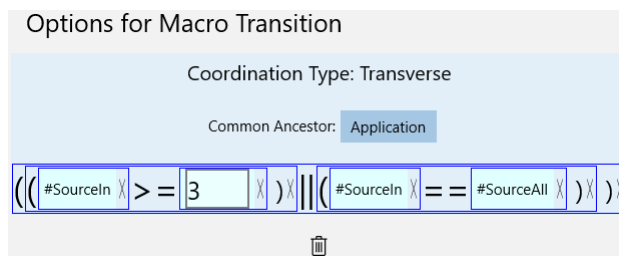 Options for Macro Transition
Coordination Type: Transverse
Common Ancestor: Application
((#SourceIn X >= 3 X )X||(#SourceIn X == #SourceAll X )X )X